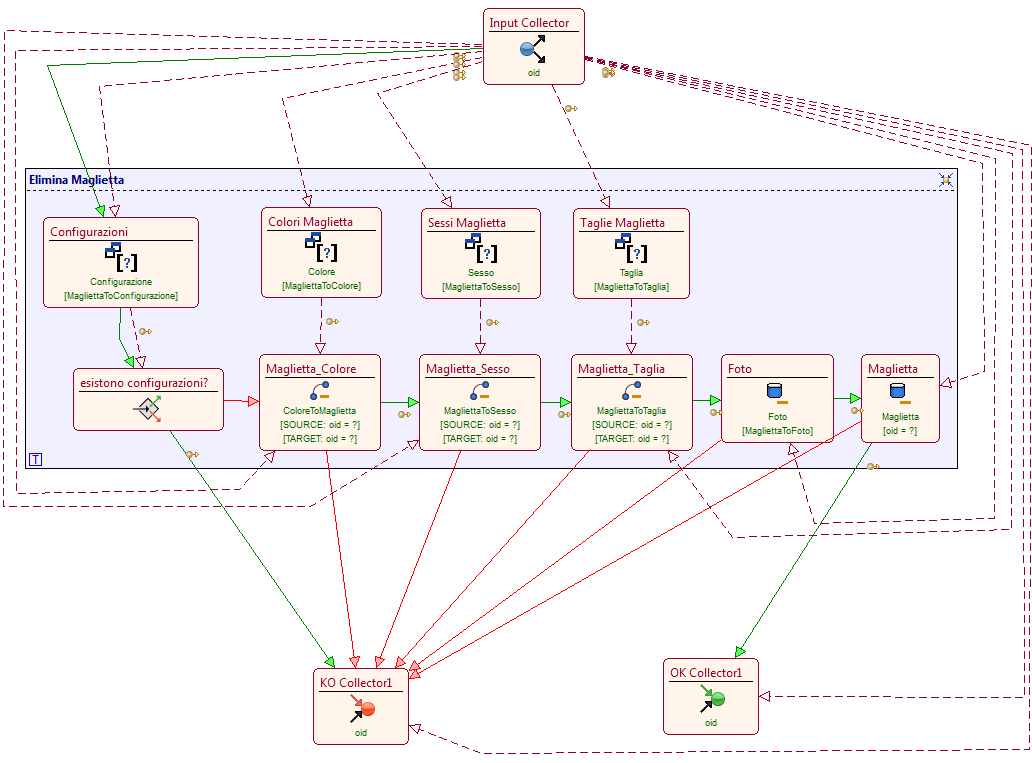 Input Collector
oid
Elimina Maglietta
Configurazioni
Configurazione
[MagliettaToConfigurazione]
Colori Maglietta
Colore
[MagliettaToColore]
Sessi Maglietta
Sesso
[MagliettaToSesso]
Taglie Maglietta
Taglia
[MagliettaToTaglia]
esistono configurazioni?
Maglietta_Colore
ColoreToMaglietta
[SOURCE: oid = ?]
[TARGET: oid = ?]
Maglietta_Sesso
MagliettaToSesso
[SOURCE: oid = ?]
[TARGET: oid = ?]
Maglietta_Taglia
MagliettaToTaglia
[SOURCE: oid = ?]
[TARGET: oid = ?]
Foto
Foto
[MagliettaToFoto]
Maglietta
Maglietta
[oid = ?]
T
KO Collector1
oid
OK Collector1
oid